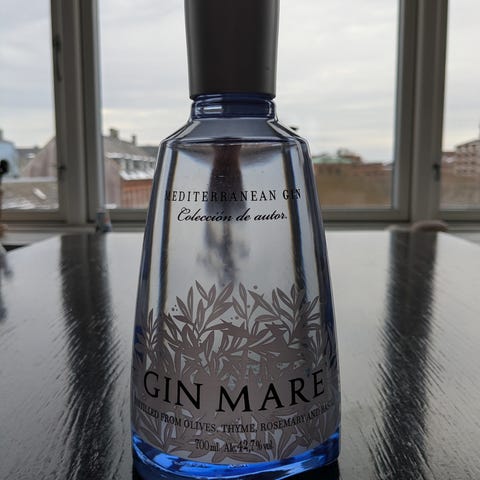 MEDITERRANEAN GIN
Colección de autor.
GIN MARE
DISTILLED FROM OLIVES, THYME, ROSEMARY AND BASIL
700ml Alc.42,7%vol.